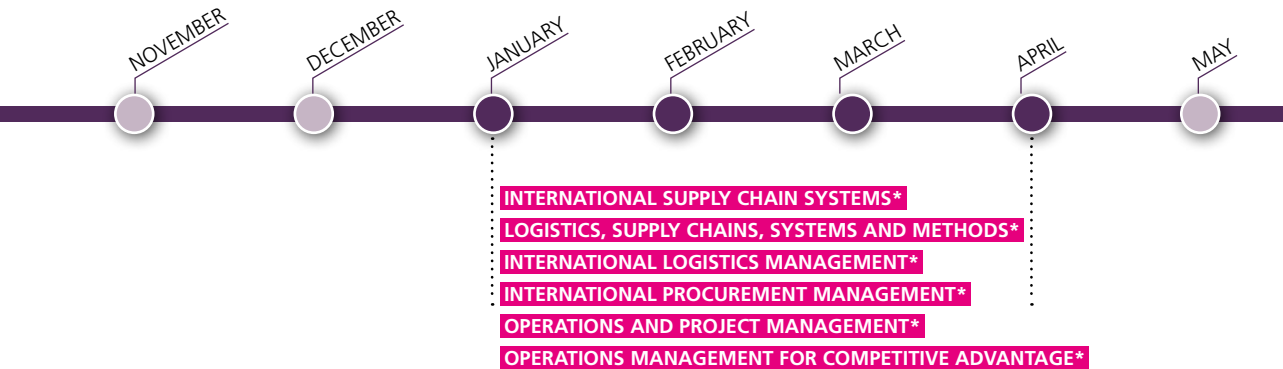 NOVEMBER
DECEMBER
JANUARY
FEBRUARY
MARCH
APRIL
MAY
INTERNATIONAL SUPPLY CHAIN SYSTEMS*
LOGISTICS, SUPPLY CHAINS, SYSTEMS AND METHODS*
INTERNATIONAL LOGISTICS MANAGEMENT*
INTERNATIONAL PROCUREMENT MANAGEMENT*
OPERATIONS AND PROJECT MANAGEMENT*
OPERATIONS MANAGEMENT FOR COMPETITIVE ADVANTAGE*